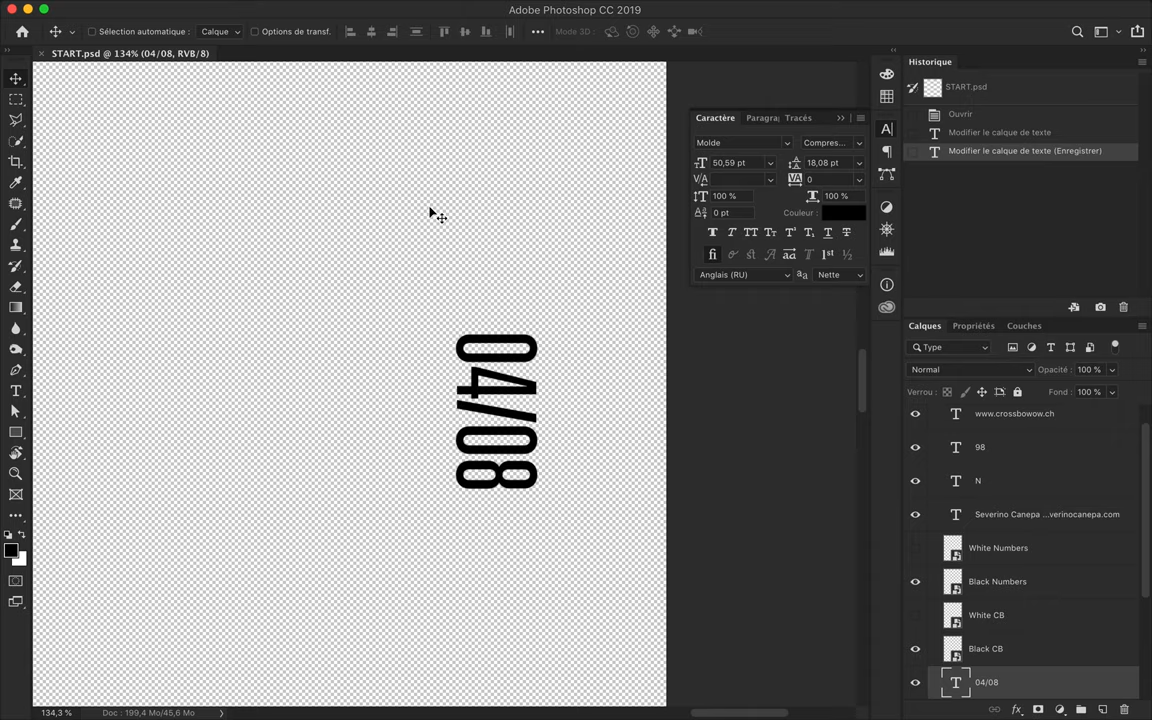 Adobe Photoshop CC 2019
Sélection automatique :
Calque
Options de transf.
Mode 3D :
START.psd @ 134% (04/08, RVB/8)
Historique
START.psd
Ouvrir
Modifier le calque de texte
Modifier le calque de texte (Enregistrer)
Caractère
Paragra
Tracés
Molde
Compres...
50,59 pt
18,08 pt
0
100 %
100 %
0 pt
Couleur :
Anglais (RU)
Nette
04/08
Calques
Propriétés
Couches
Type
Normal
Opacité : 100 %
Verrou :
Fond : 100 %
www.crossbowow.ch
98
N
Severino Canepa ...verinocanepa.com
White Numbers
Black Numbers
White CB
Black CB
04/08
134,3 %
Doc : 199,4 Mo/45,6 Mo